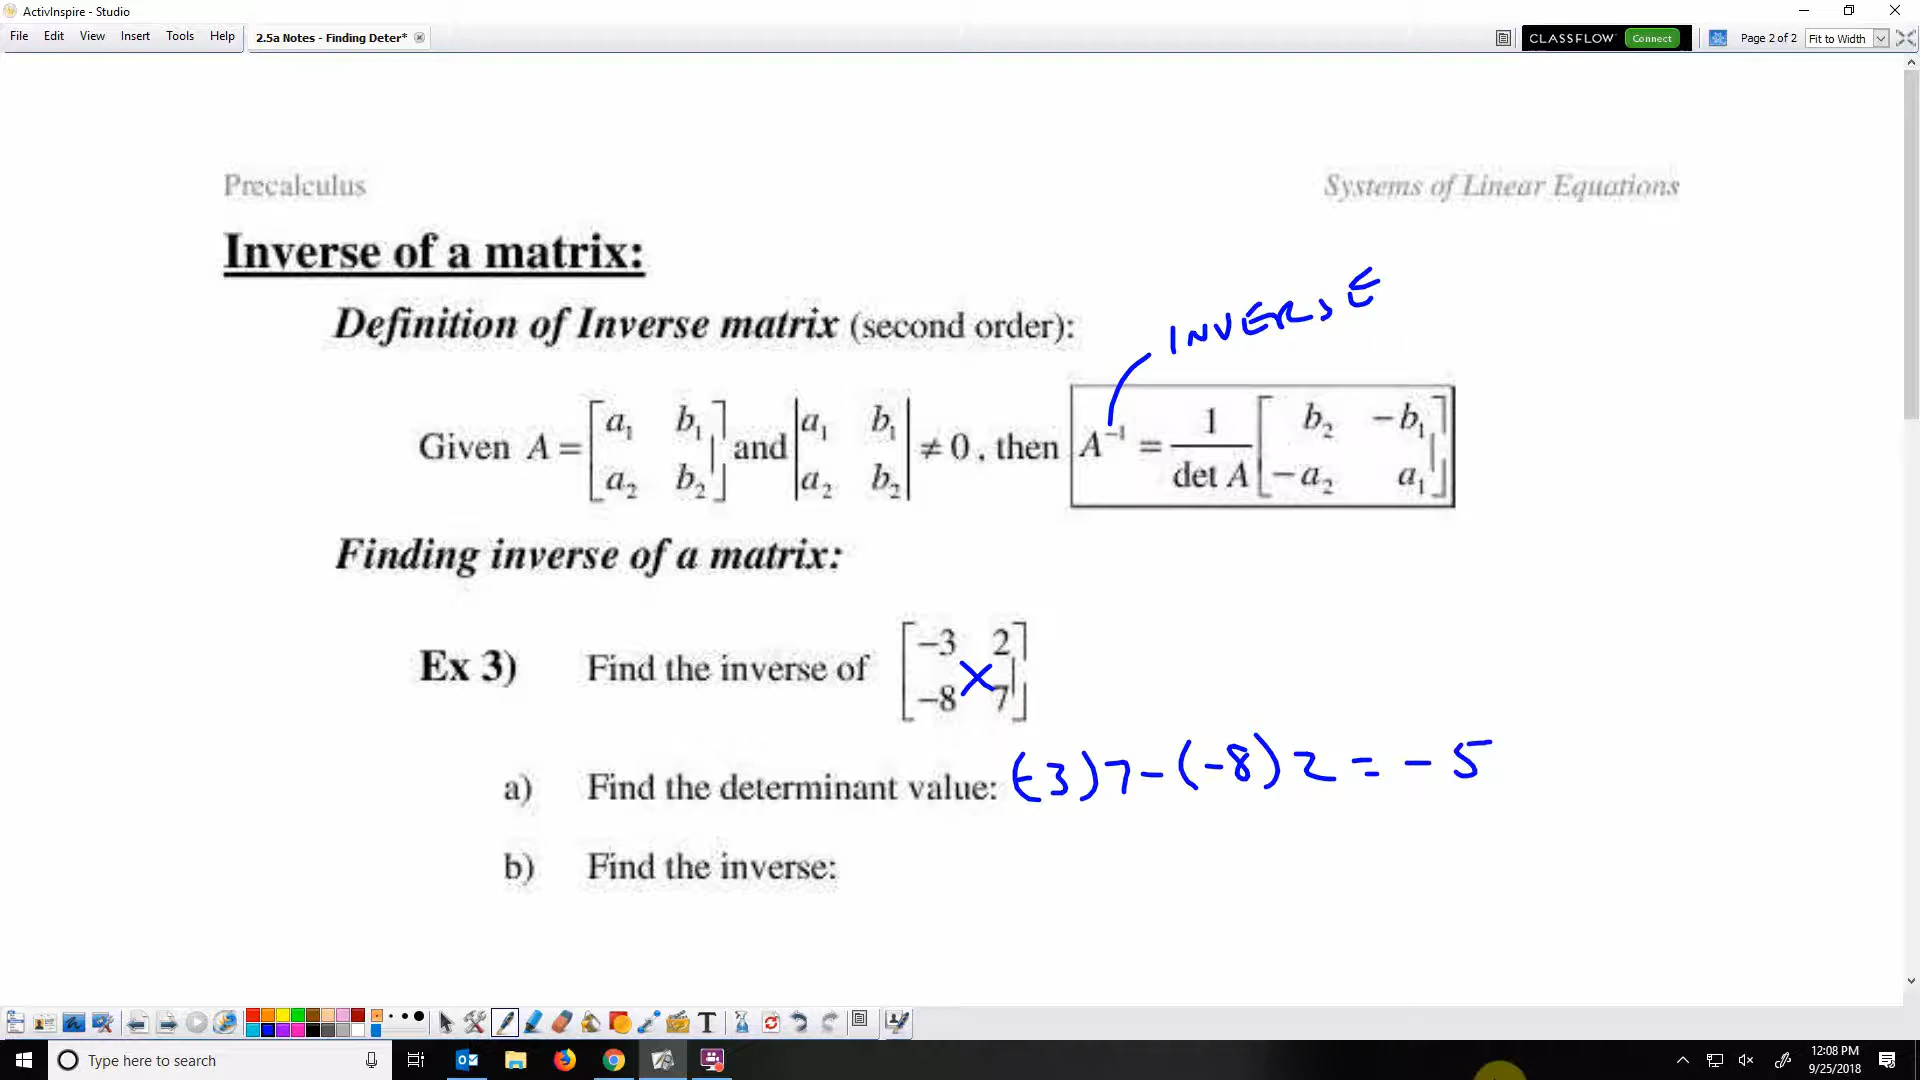 ActivInspire - Studio
File Edit View Insert Tools Help 2.5a Notes - Finding Deter* CLASSFLOW Connect Page 2 of 2 Fit to Width
Precalculus Systems of Linear Equations
Inverse of a matrix:
INVERSE
Definition of Inverse matrix (second order):
Given A = [a₁ b₁; a₂ b₂] and |a₁ b₁; a₂ b₂| ≠ 0, then A⁻¹ = 1/det A [b₂ -b₁; -a₂ a₁]
Finding inverse of a matrix:
Ex 3) Find the inverse of [-3 2; -8 7]
a) Find the determinant value: (-3)7-(-8)2 = -5
b) Find the inverse:
Type here to search
12:08 PM
9/25/2018